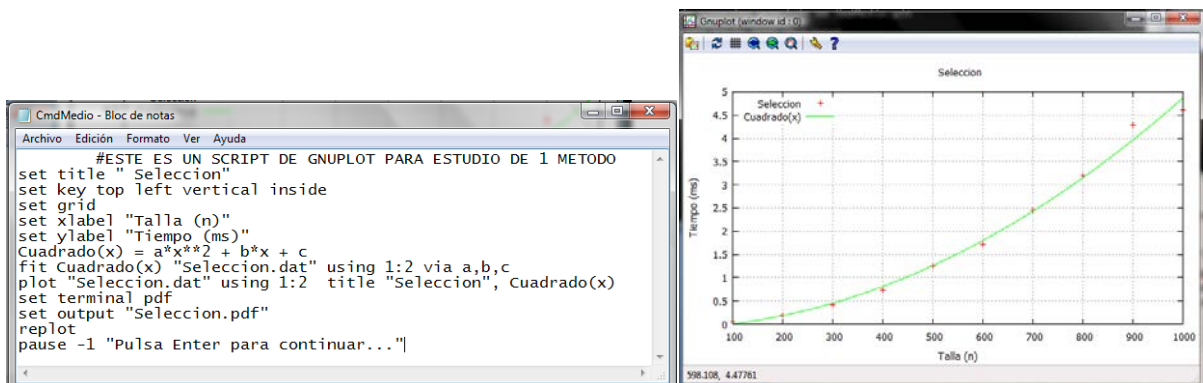 CmdMedio - Bloc de notas
Archivo Edición Formato Ver Ayuda
#ESTE ES UN SCRIPT DE GNUPLOT PARA ESTUDIO DE 1 METODO
set title " Seleccion"
set key top left vertical inside
set grid
set xlabel "Talla (n)"
set ylabel "Tiempo (ms)"
Cuadrado(x) = a*x**2 + b*x + c
fit Cuadrado(x) "Seleccion.dat" using 1:2 via a,b,c
plot "Seleccion.dat" using 1:2  title "Seleccion", Cuadrado(x)
set terminal pdf
set output "Seleccion.pdf"
replot
pause -1 "Pulsa Enter para continuar..."
Gnuplot (window id : 0)
Seleccion
Seleccion
Cuadrado(x)
5
4.5
4
3.5
3
2.5
2
1.5
1
0.5
0
Tiempo (ms)
100 200 300 400 500 600 700 800 900 1000
Talla (n)
598.108, 4.47761